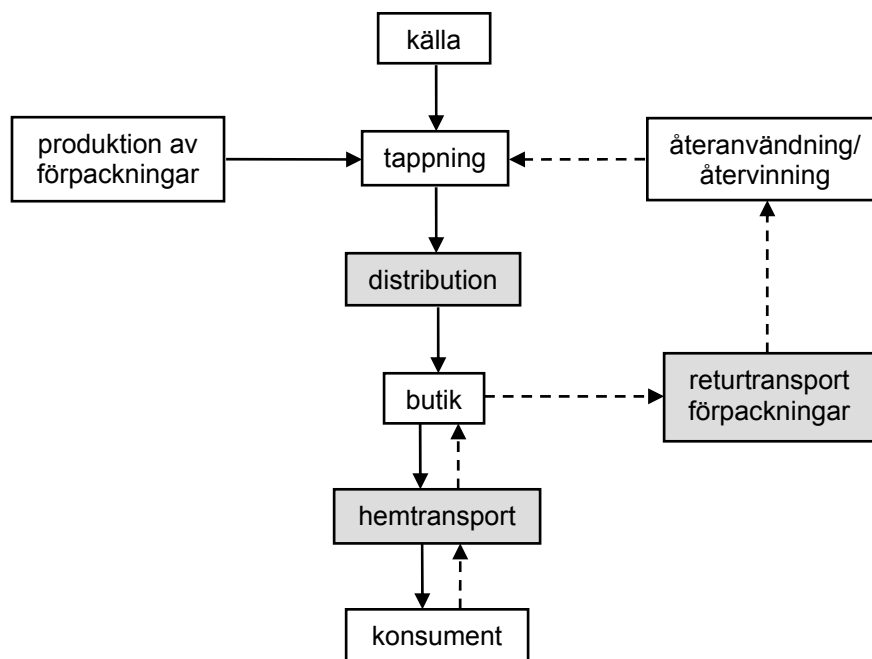 källa
produktion av
förpackningar
tappning
återanvändning/
återvinning
distribution
butik
returtransport
förpackningar
hemtransport
konsument